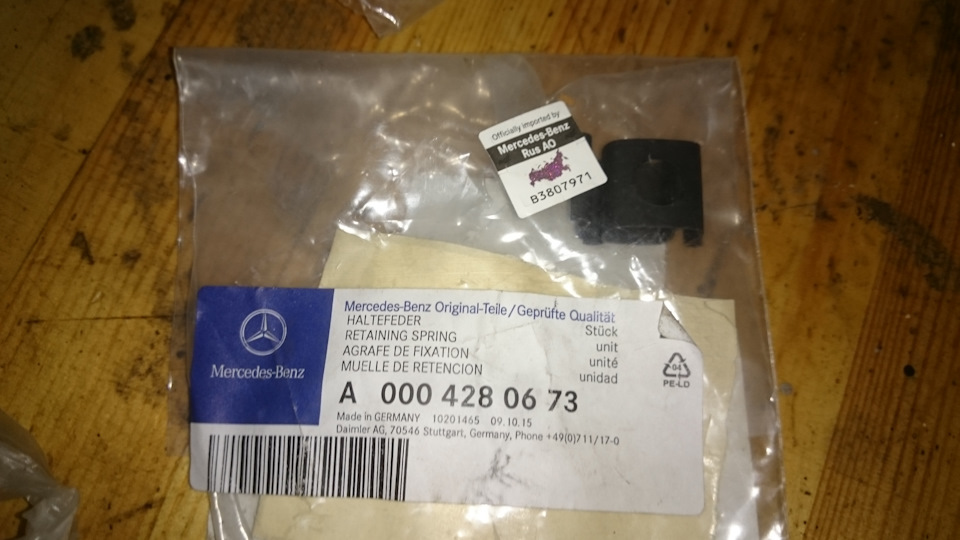 Officially imported by
Mercedes-Benz
Rus AO
B3807971
Mercedes-Benz
Mercedes-Benz Original-Teile/Geprüfte Qualität
HALTEFEDER Stück
RETAINING SPRING unit
AGRAFE DE FIXATION unité
MUELLE DE RETENCION unidad
A 000 428 06 73
Made in GERMANY 10201465 09.10.15
Daimler AG, 70546 Stuttgart, Germany, Phone +49(0)711/17-0
04
PE-LD